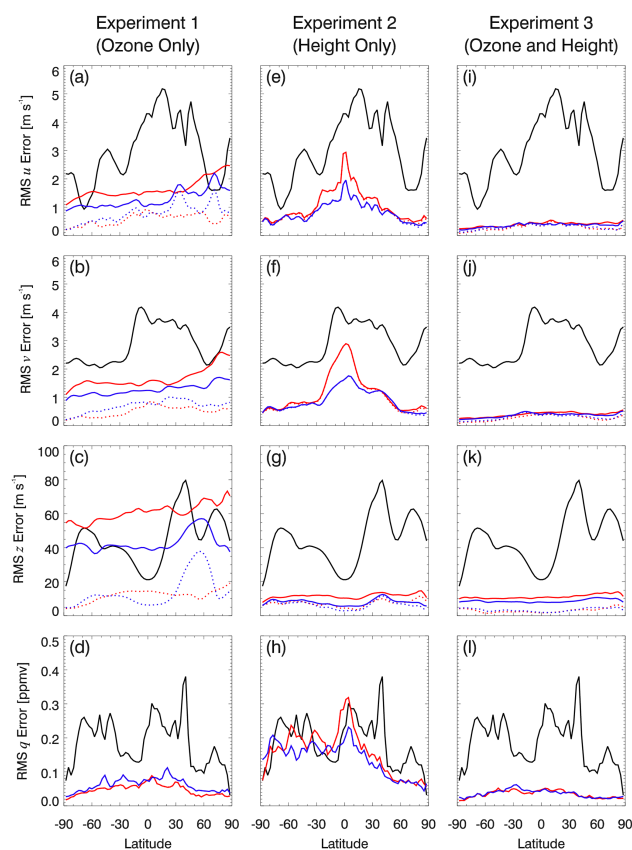 Experiment 1
(Ozone Only)
Experiment 2
(Height Only)
Experiment 3
(Ozone and Height)
RMS u Error [m s⁻¹]
6
5
4
3
2
1
0
(a)
(e)
(i)
RMS v Error [m s⁻¹]
6
5
4
3
2
1
0
(b)
(f)
(j)
RMS z Error [m s⁻¹]
100
80
60
40
20
0
(c)
(g)
(k)
RMS q Error [ppmv]
0.5
0.4
0.3
0.2
0.1
0.0
(d)
(h)
(l)
-90 -60 -30 0 30 60 90
Latitude
-90 -60 -30 0 30 60 90
Latitude
-90 -60 -30 0 30 60 90
Latitude